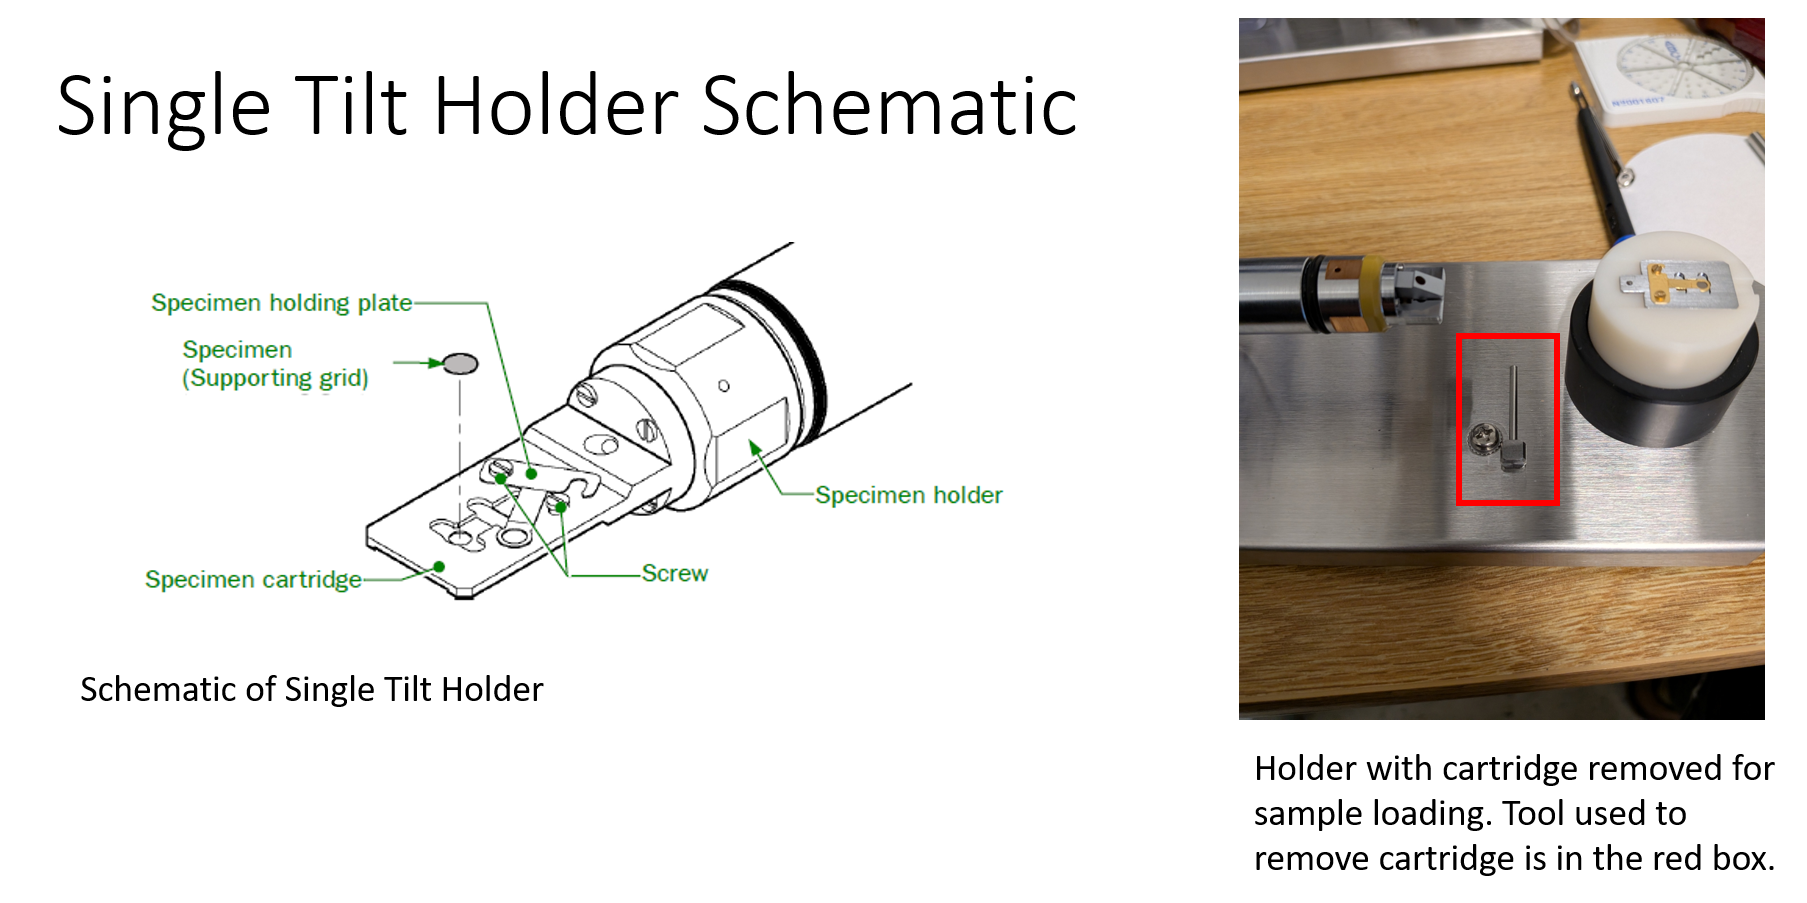 Single Tilt Holder Schematic
Specimen holding plate
Specimen
(Supporting grid)
Specimen holder
Specimen cartridge
Screw
Schematic of Single Tilt Holder
Holder with cartridge removed for
sample loading. Tool used to
remove cartridge is in the red box.